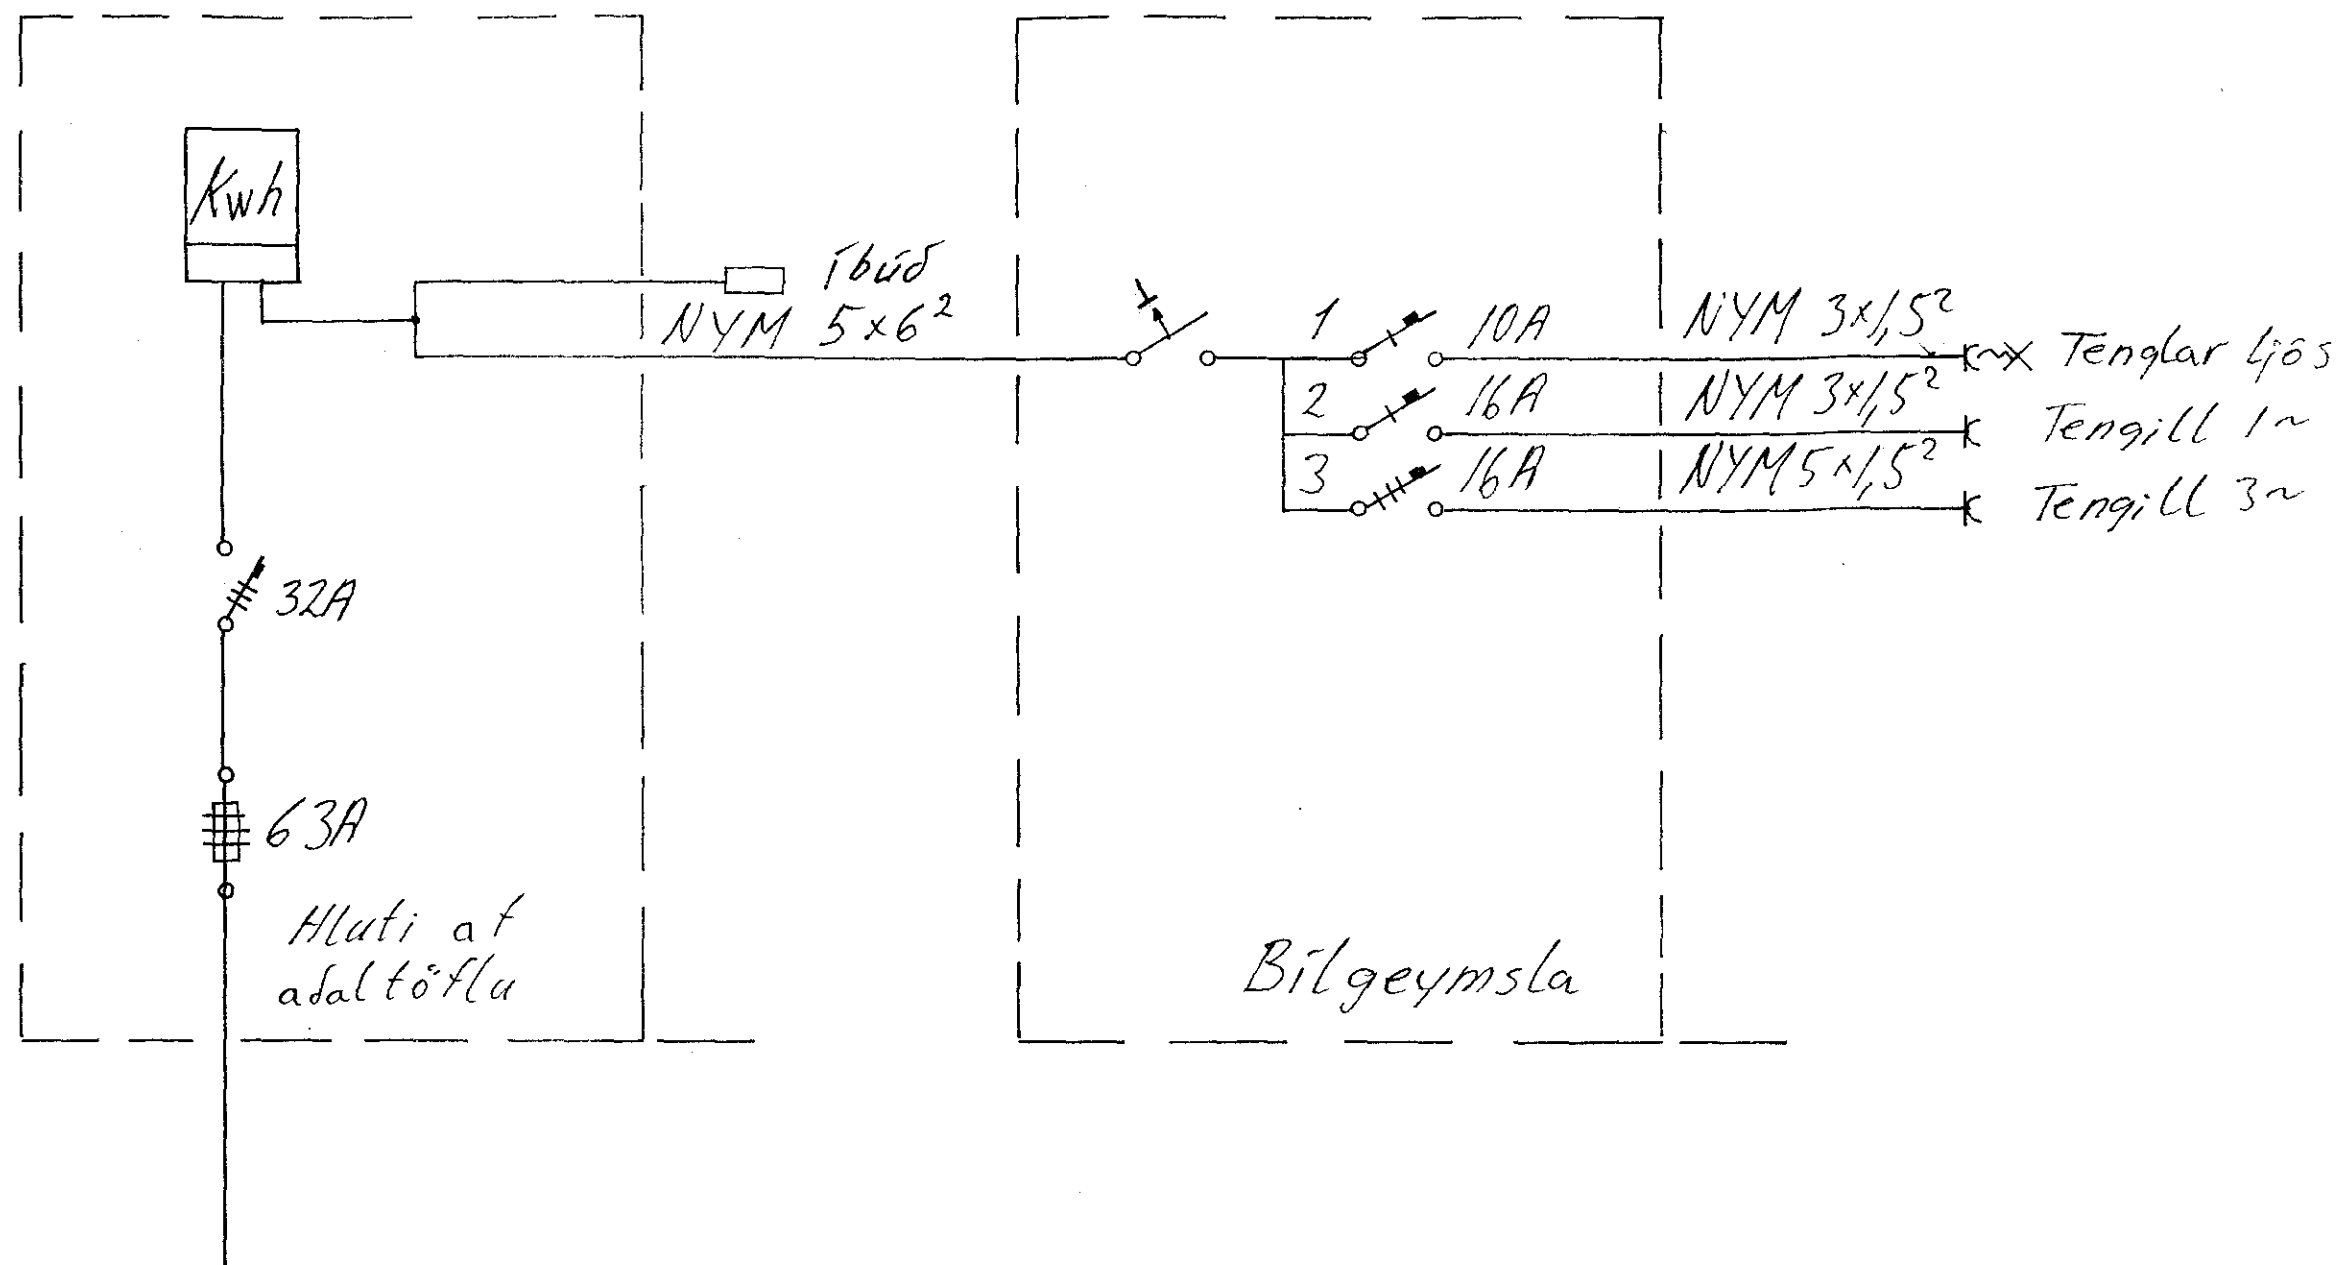 Kwh
íbúð
NYM 5x6²
1 10A NYM 3x1,5² Tenglar ljós
2 16A NYM 3x1,5² Tengill 1~
3 16A NYM 5x1,5² Tengill 3~
32A
63A
Hluti af
aðaltöflu
Bílgeymsla